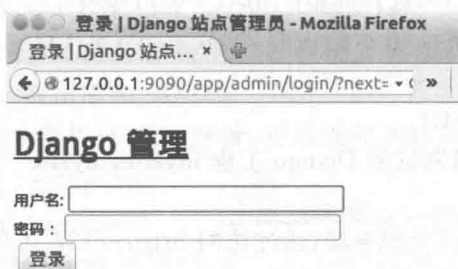 登录 | Django 站点管理员 - Mozilla Firefox
登录 | Django 站点... ×
127.0.0.1:9090/app/admin/login/?next=
»
Django 管理
用户名:
密码：
登录